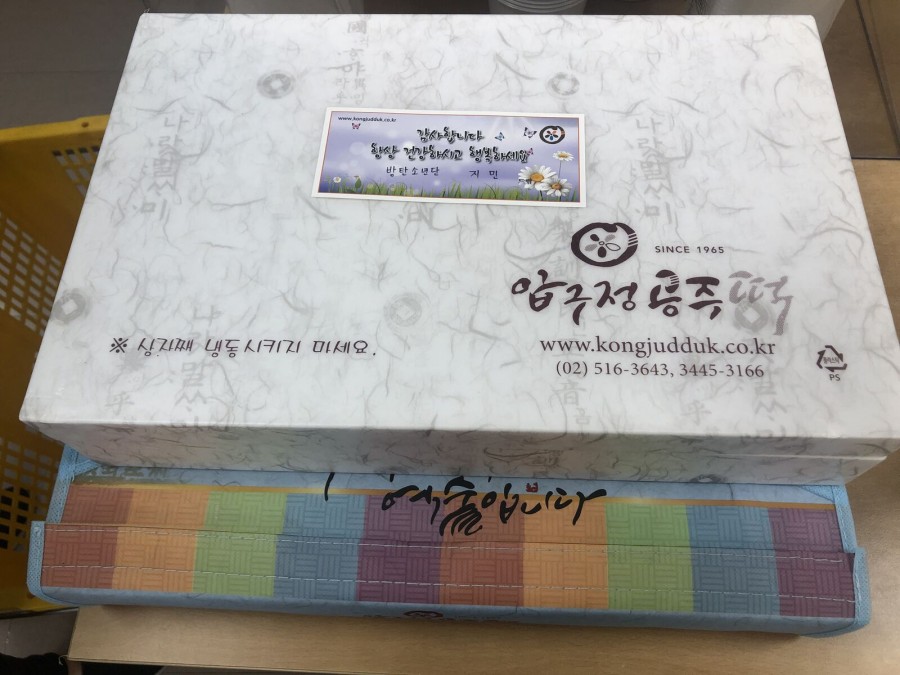 www.kongjudduk.co.kr
감사합니다
항상 건강하시고 행복하세요
방탄소년단 지민
SINCE 1965
압구정 공주떡
www.kongjudduk.co.kr
(02) 516-3643, 3445-3166
※ 상자째 냉동시키지 마세요.
PS
예술입니다